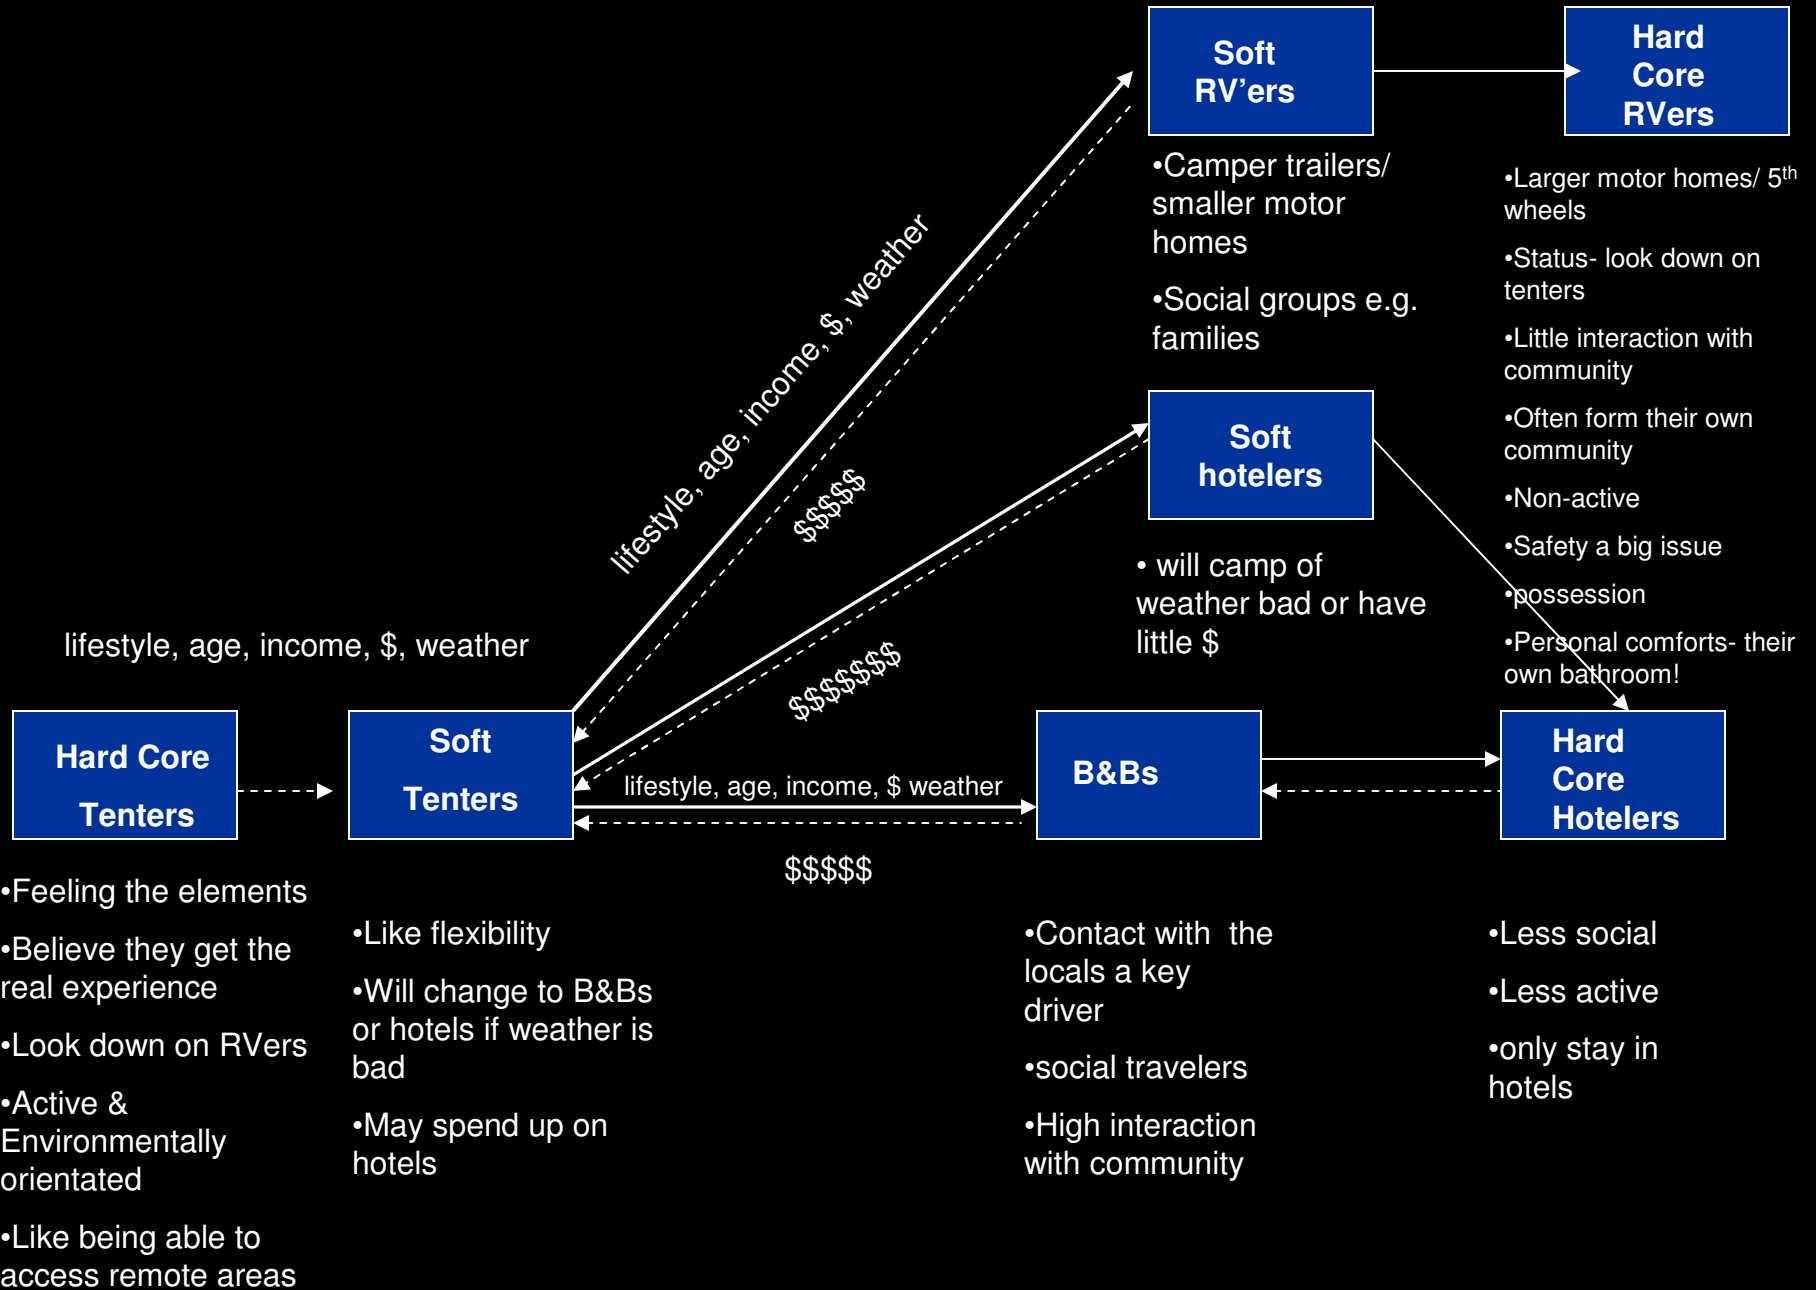 Soft
RV’ers
Hard
Core
RVers
•Camper trailers/
smaller motor
homes
•Social groups e.g.
families
•Larger motor homes/ 5th
wheels
•Status- look down on
tenters
•Little interaction with
community
•Often form their own
community
•Non-active
•Safety a big issue
•possession
•Personal comforts- their
own bathroom!
lifestyle, age, income, $, weather
$$$$$
Soft
hotelers
• will camp of
weather bad or have
little $
$$$$$$$
lifestyle, age, income, $, weather
Hard Core
Tenters
Soft
Tenters
lifestyle, age, income, $ weather
$$$$$
B&Bs
Hard
Core
Hotelers
•Feeling the elements
•Believe they get the
real experience
•Look down on RVers
•Active &
Environmentally
orientated
•Like being able to
access remote areas
•Like flexibility
•Will change to B&Bs
or hotels if weather is
bad
•May spend up on
hotels
•Contact with  the
locals a key
driver
•social travelers
•High interaction
with community
•Less social
•Less active
•only stay in
hotels